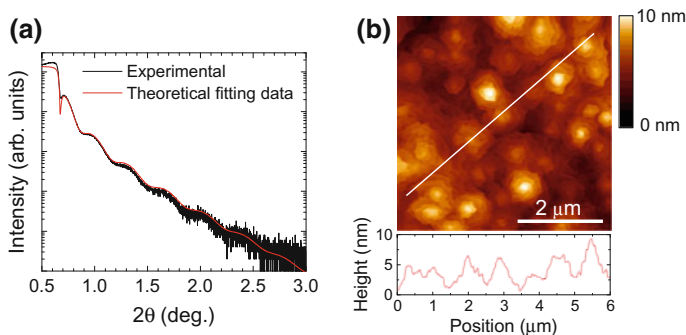 (a)
Intensity (arb. units)
Experimental
Theoretical fitting data
0.5 1.0 1.5 2.0 2.5 3.0
2θ (deg.)
(b)
10 nm
0 nm
2 μm
Height (nm)
10
5
0
0 1 2 3 4 5 6
Position (μm)